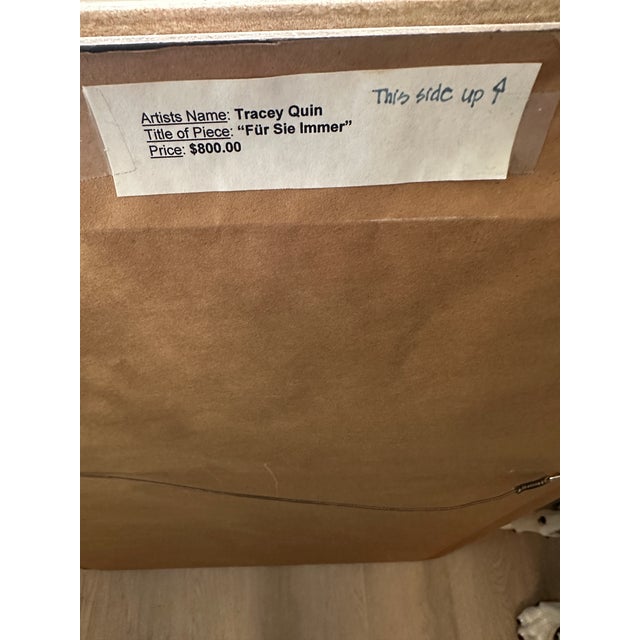 This side up ↑
Artists Name: Tracey Quin
Title of Piece: “Für Sie Immer”
Price: $800.00